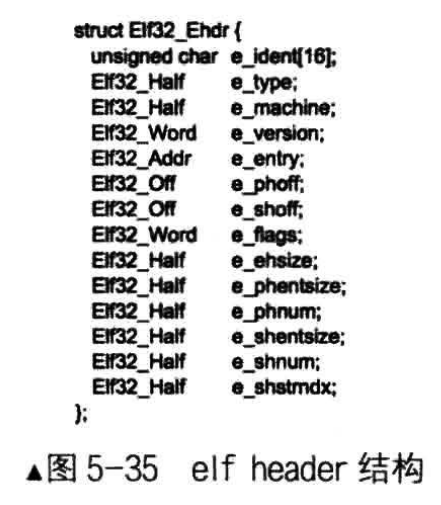 struct Elf32_Ehdr {
unsigned char e_ident[16];
Elf32_Half e_type;
Elf32_Half e_machine;
Elf32_Word e_version;
Elf32_Addr e_entry;
Elf32_Off e_phoff;
Elf32_Off e_shoff;
Elf32_Word e_flags;
Elf32_Half e_ehsize;
Elf32_Half e_phentsize;
Elf32_Half e_phnum;
Elf32_Half e_shentsize;
Elf32_Half e_shnum;
Elf32_Half e_shstrndx;
};
▲图 5-35 elf header 结构